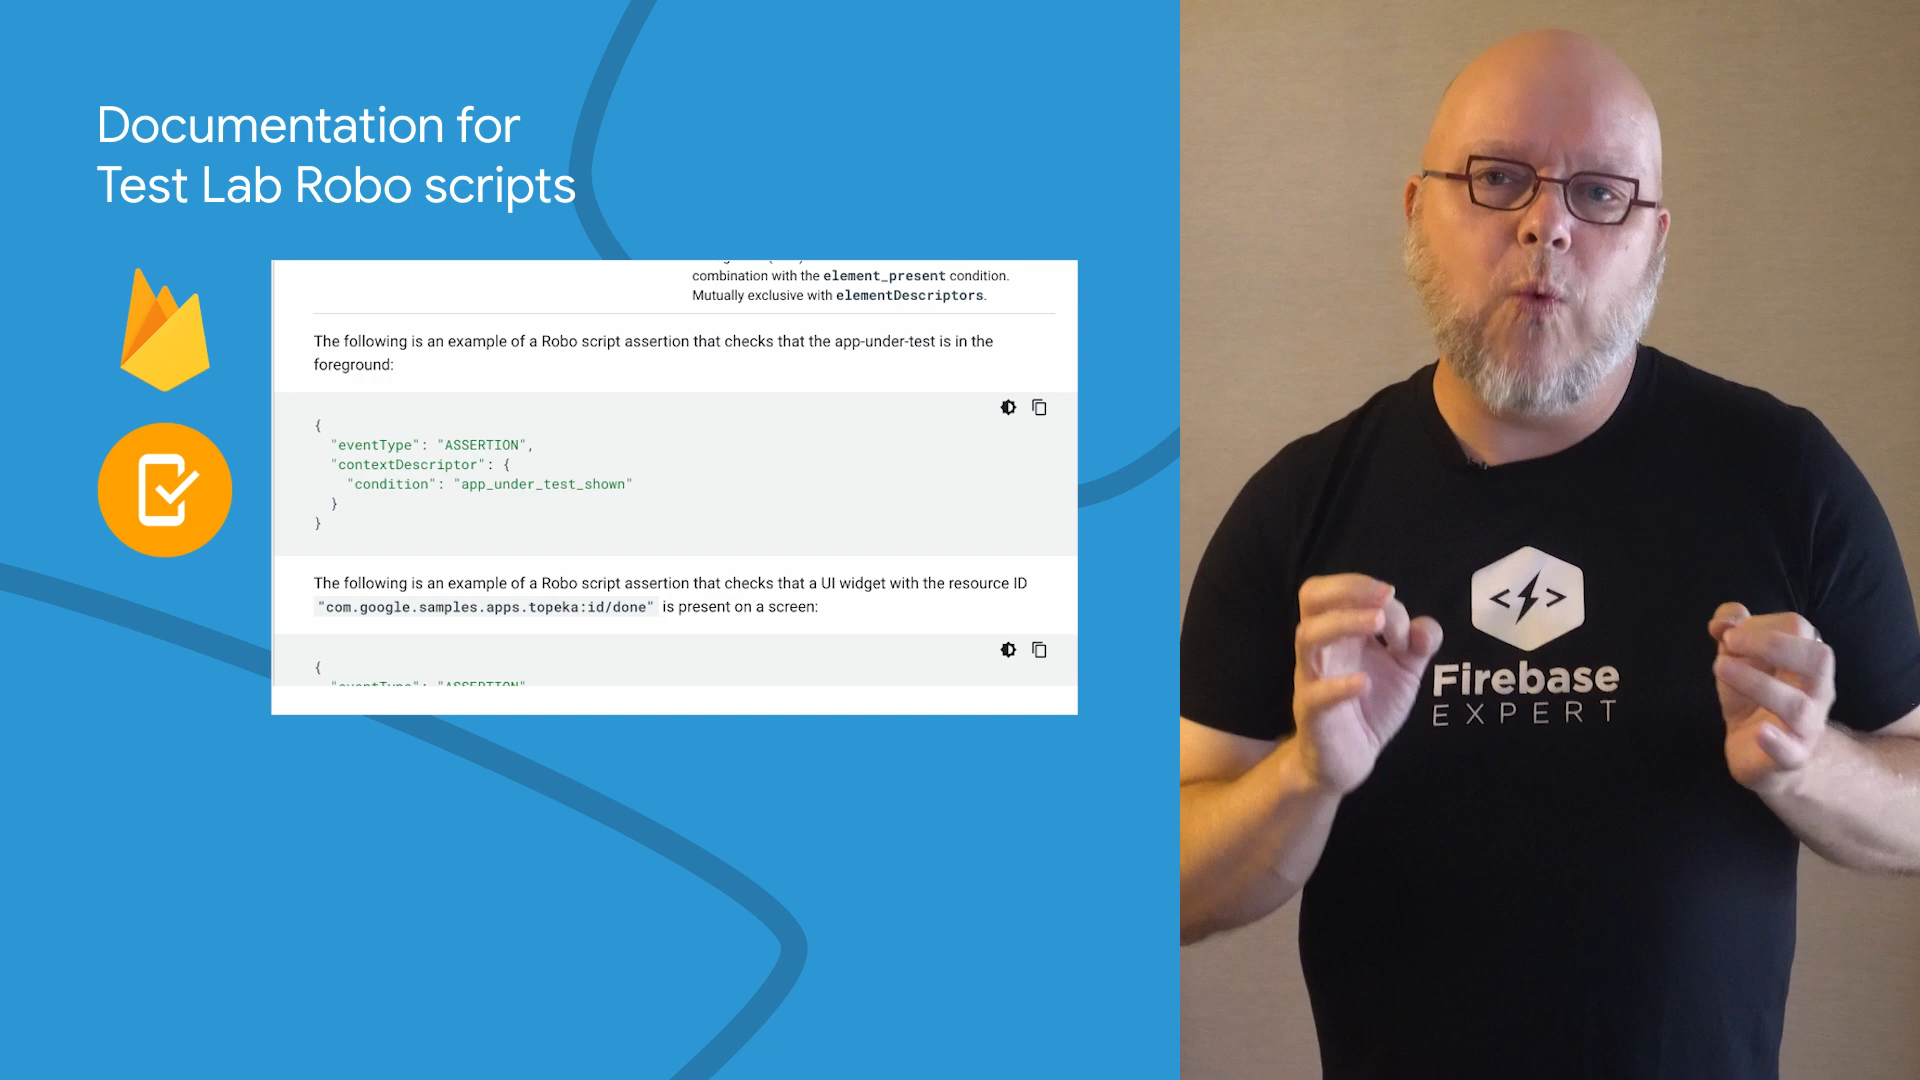 Documentation for
Test Lab Robo scripts
combination with the element_present condition.
Mutually exclusive with elementDescriptors.
The following is an example of a Robo script assertion that checks that the app-under-test is in the
foreground:
{
"eventType": "ASSERTION",
"contextDescriptor": {
"condition": "app_under_test_shown"
}
}
The following is an example of a Robo script assertion that checks that a UI widget with the resource ID
"com.google.samples.apps.topeka:id/done" is present on a screen:
{
"eventType": "ASSERTION"
<⚡>
Firebase
EXPERT